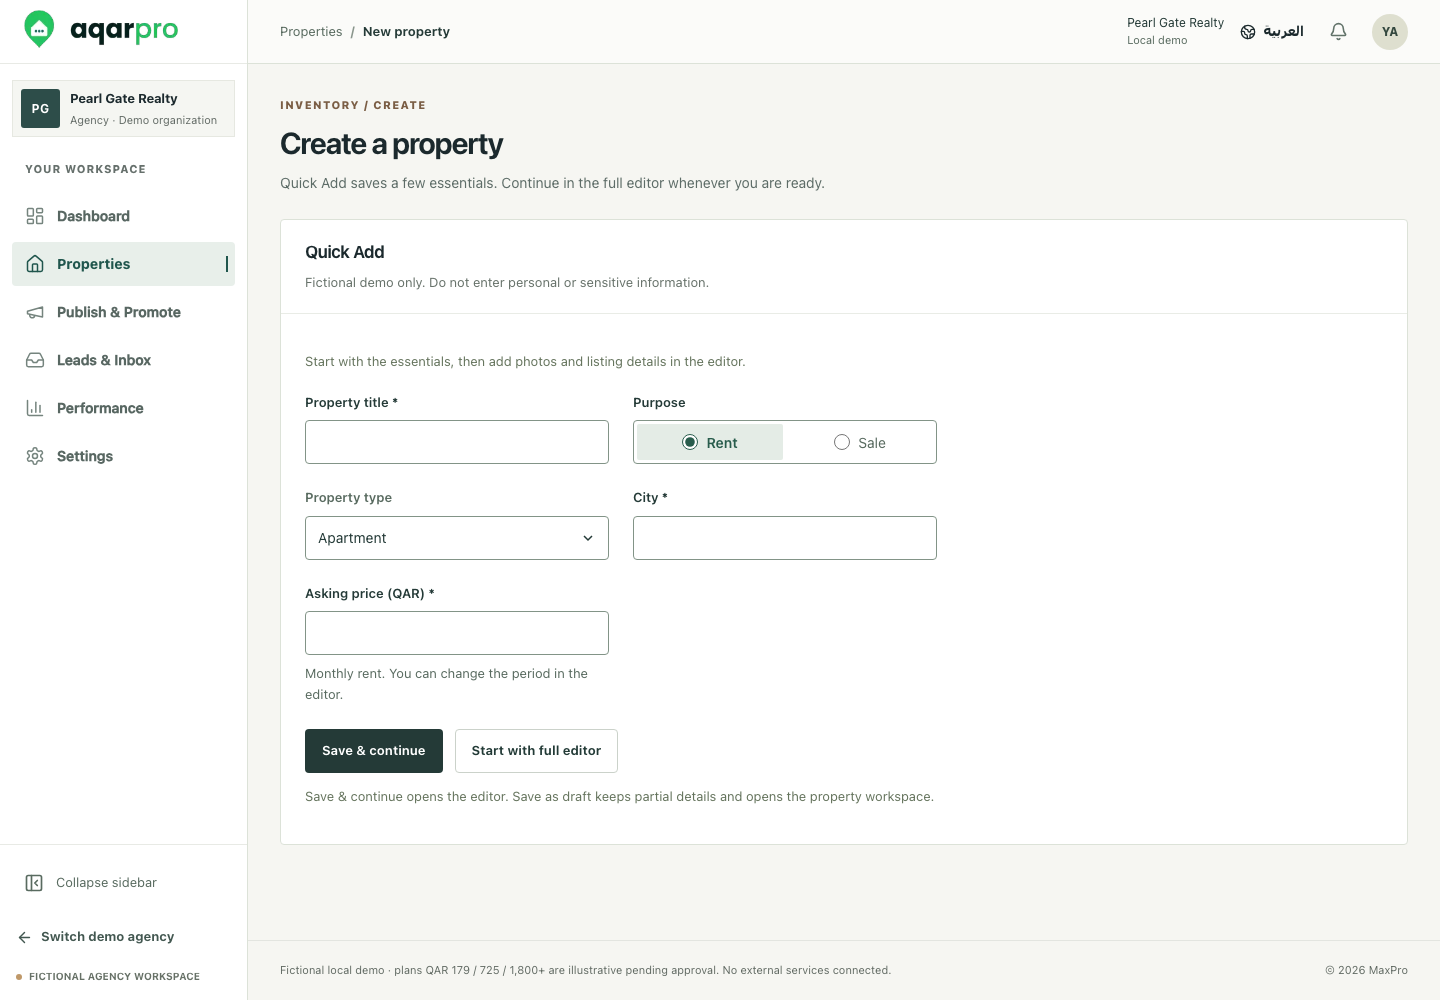 aqarpro
Properties / New property
Pearl Gate Realty
Local demo
العربية
YA
PG
Pearl Gate Realty
Agency · Demo organization
YOUR WORKSPACE
Dashboard
Properties
Publish & Promote
Leads & Inbox
Performance
Settings
Collapse sidebar
Switch demo agency
FICTIONAL AGENCY WORKSPACE
INVENTORY / CREATE
Create a property
Quick Add saves a few essentials. Continue in the full editor whenever you are ready.
Quick Add
Fictional demo only. Do not enter personal or sensitive information.
Start with the essentials, then add photos and listing details in the editor.
Property title *
Purpose
Rent
Sale
Property type
City *
Apartment
Asking price (QAR) *
Monthly rent. You can change the period in the
editor.
Save & continue
Start with full editor
Save & continue opens the editor. Save as draft keeps partial details and opens the property workspace.
Fictional local demo · plans QAR 179 / 725 / 1,800+ are illustrative pending approval. No external services connected.
© 2026 MaxPro